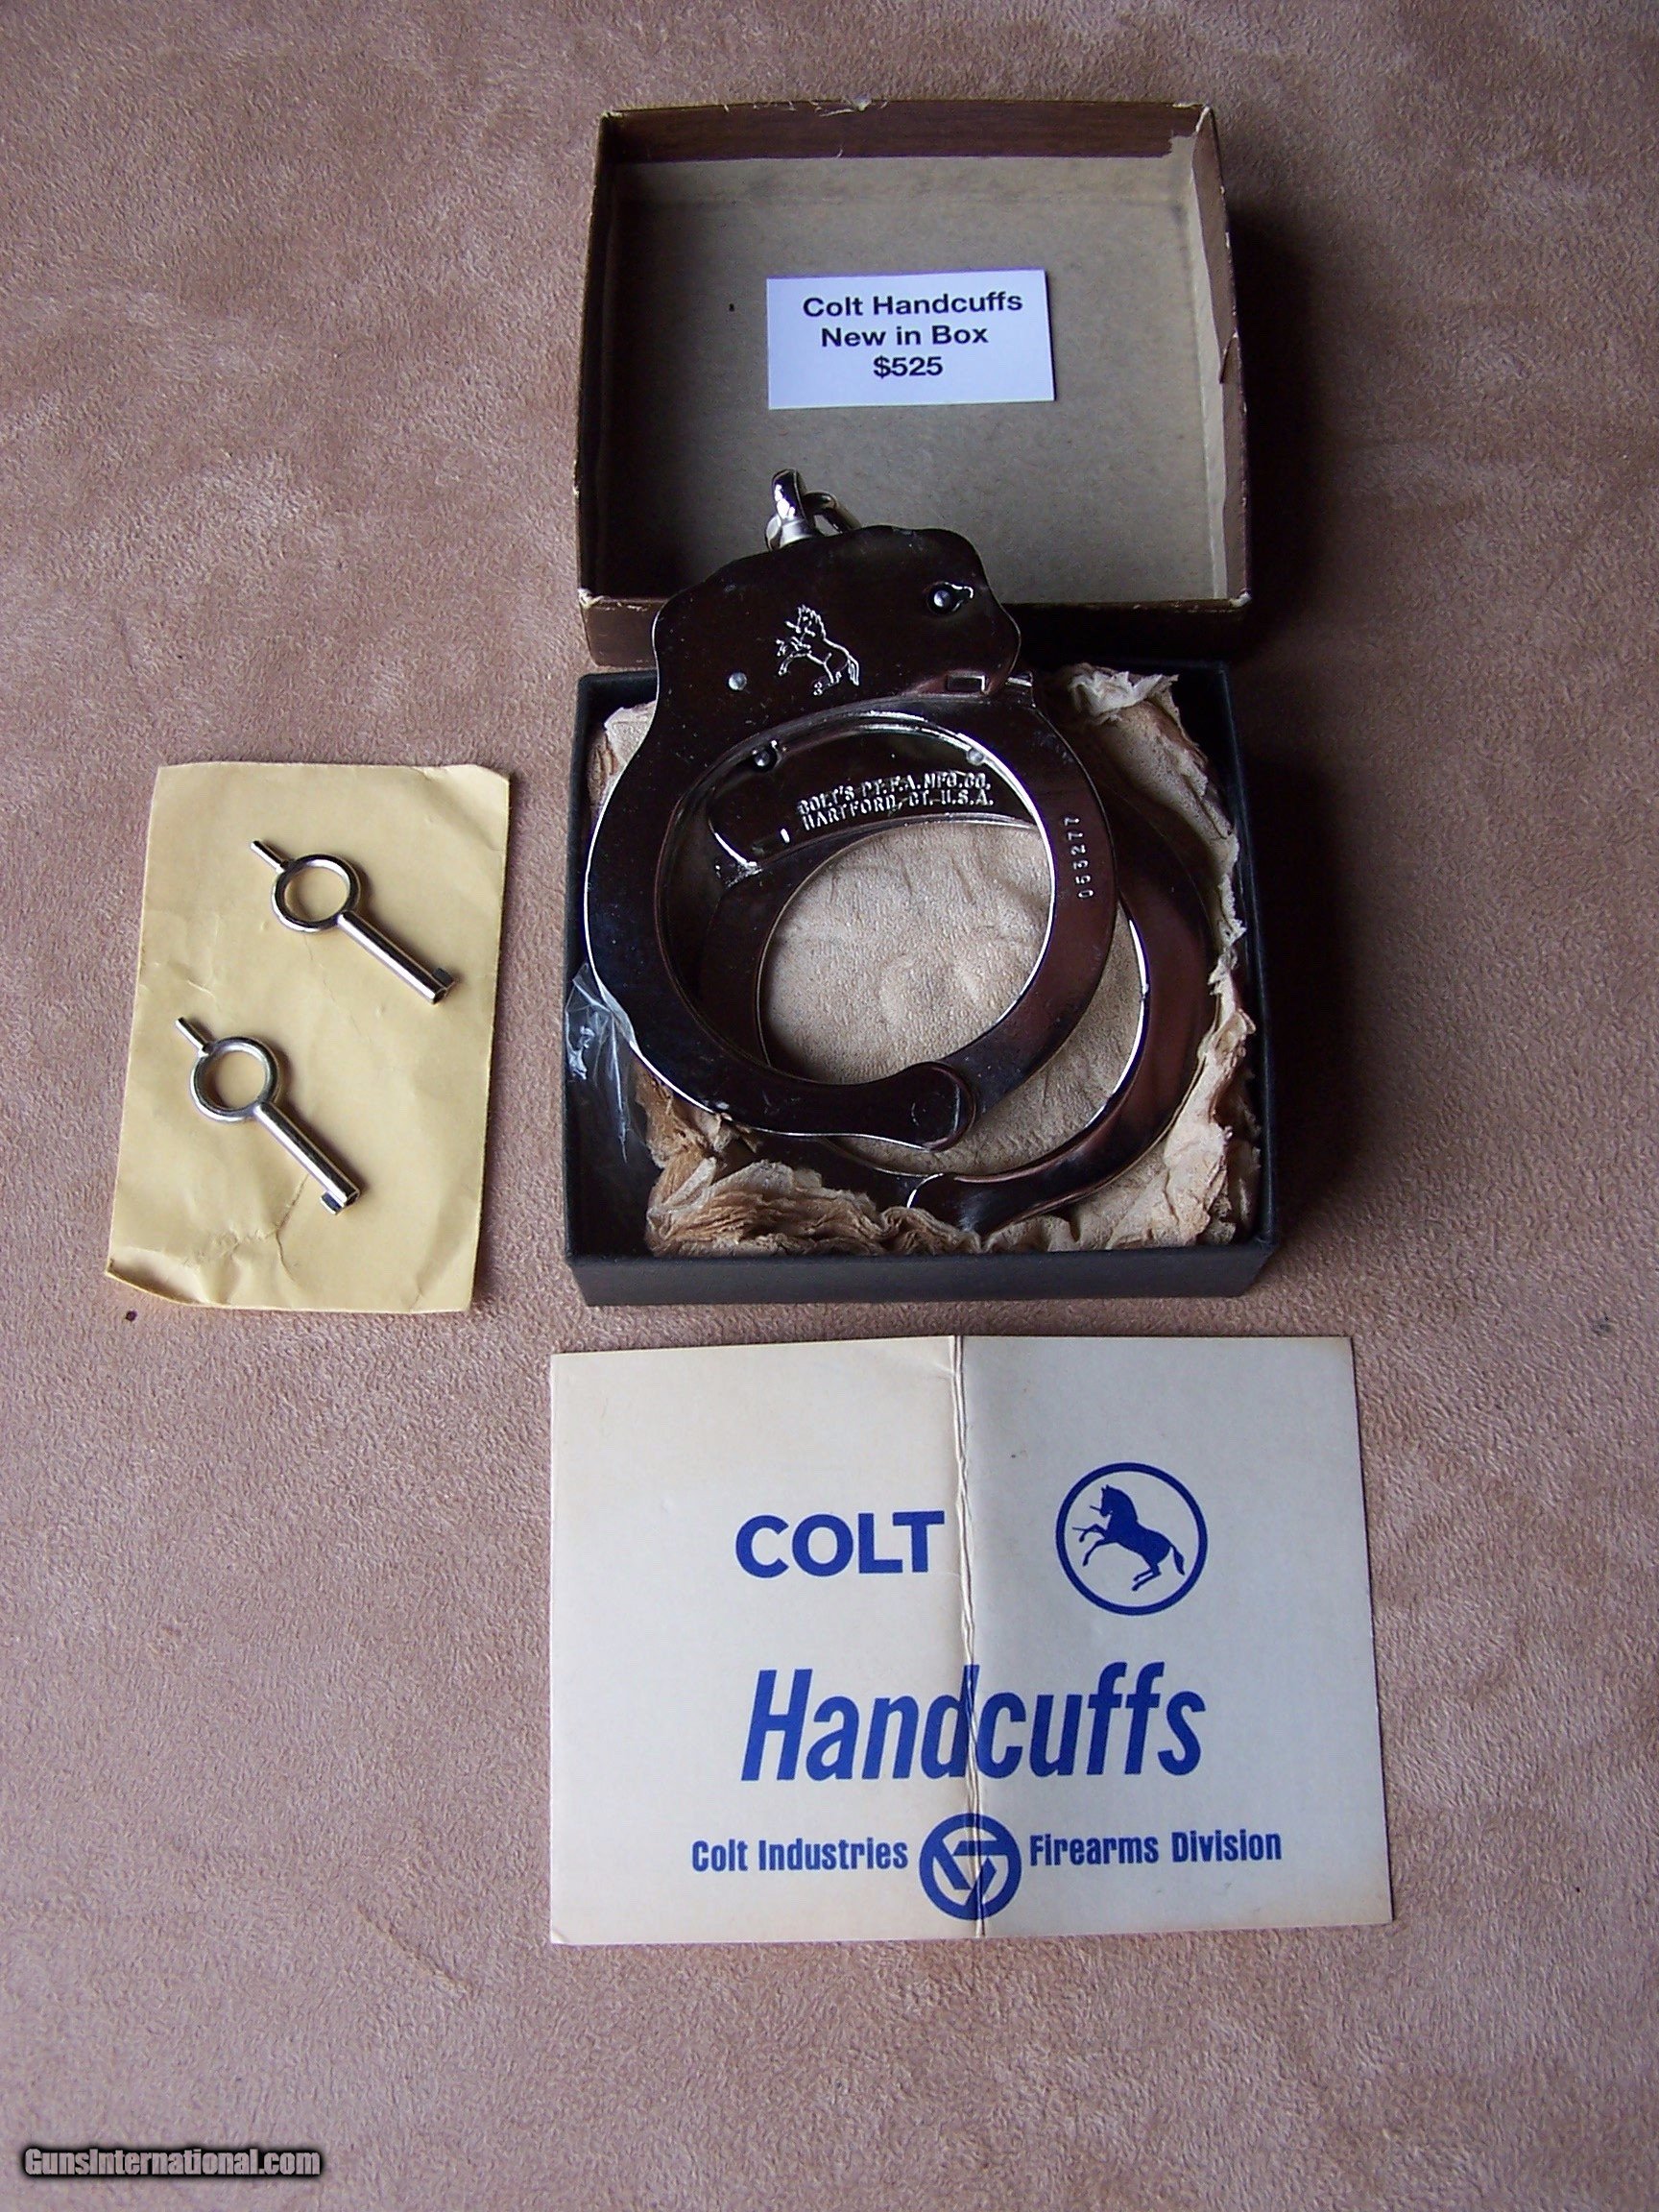 Colt Handcuffs
New in Box
$525
COLT'S PT. F.A. MFG. CO.
HARTFORD, CT. U.S.A.
053277
COLT
Handcuffs
Colt Industries Firearms Division
GunsInternational.com